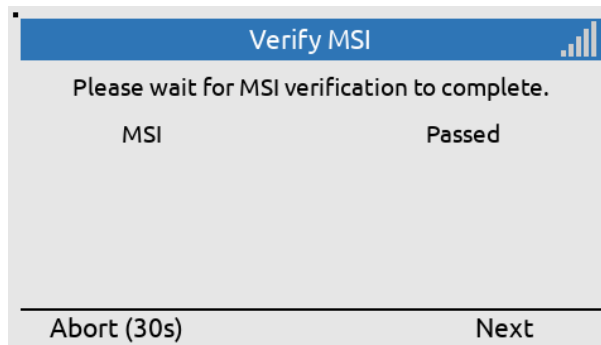 Verify MSI
Please wait for MSI verification to complete.
MSI Passed
Abort (30s) Next